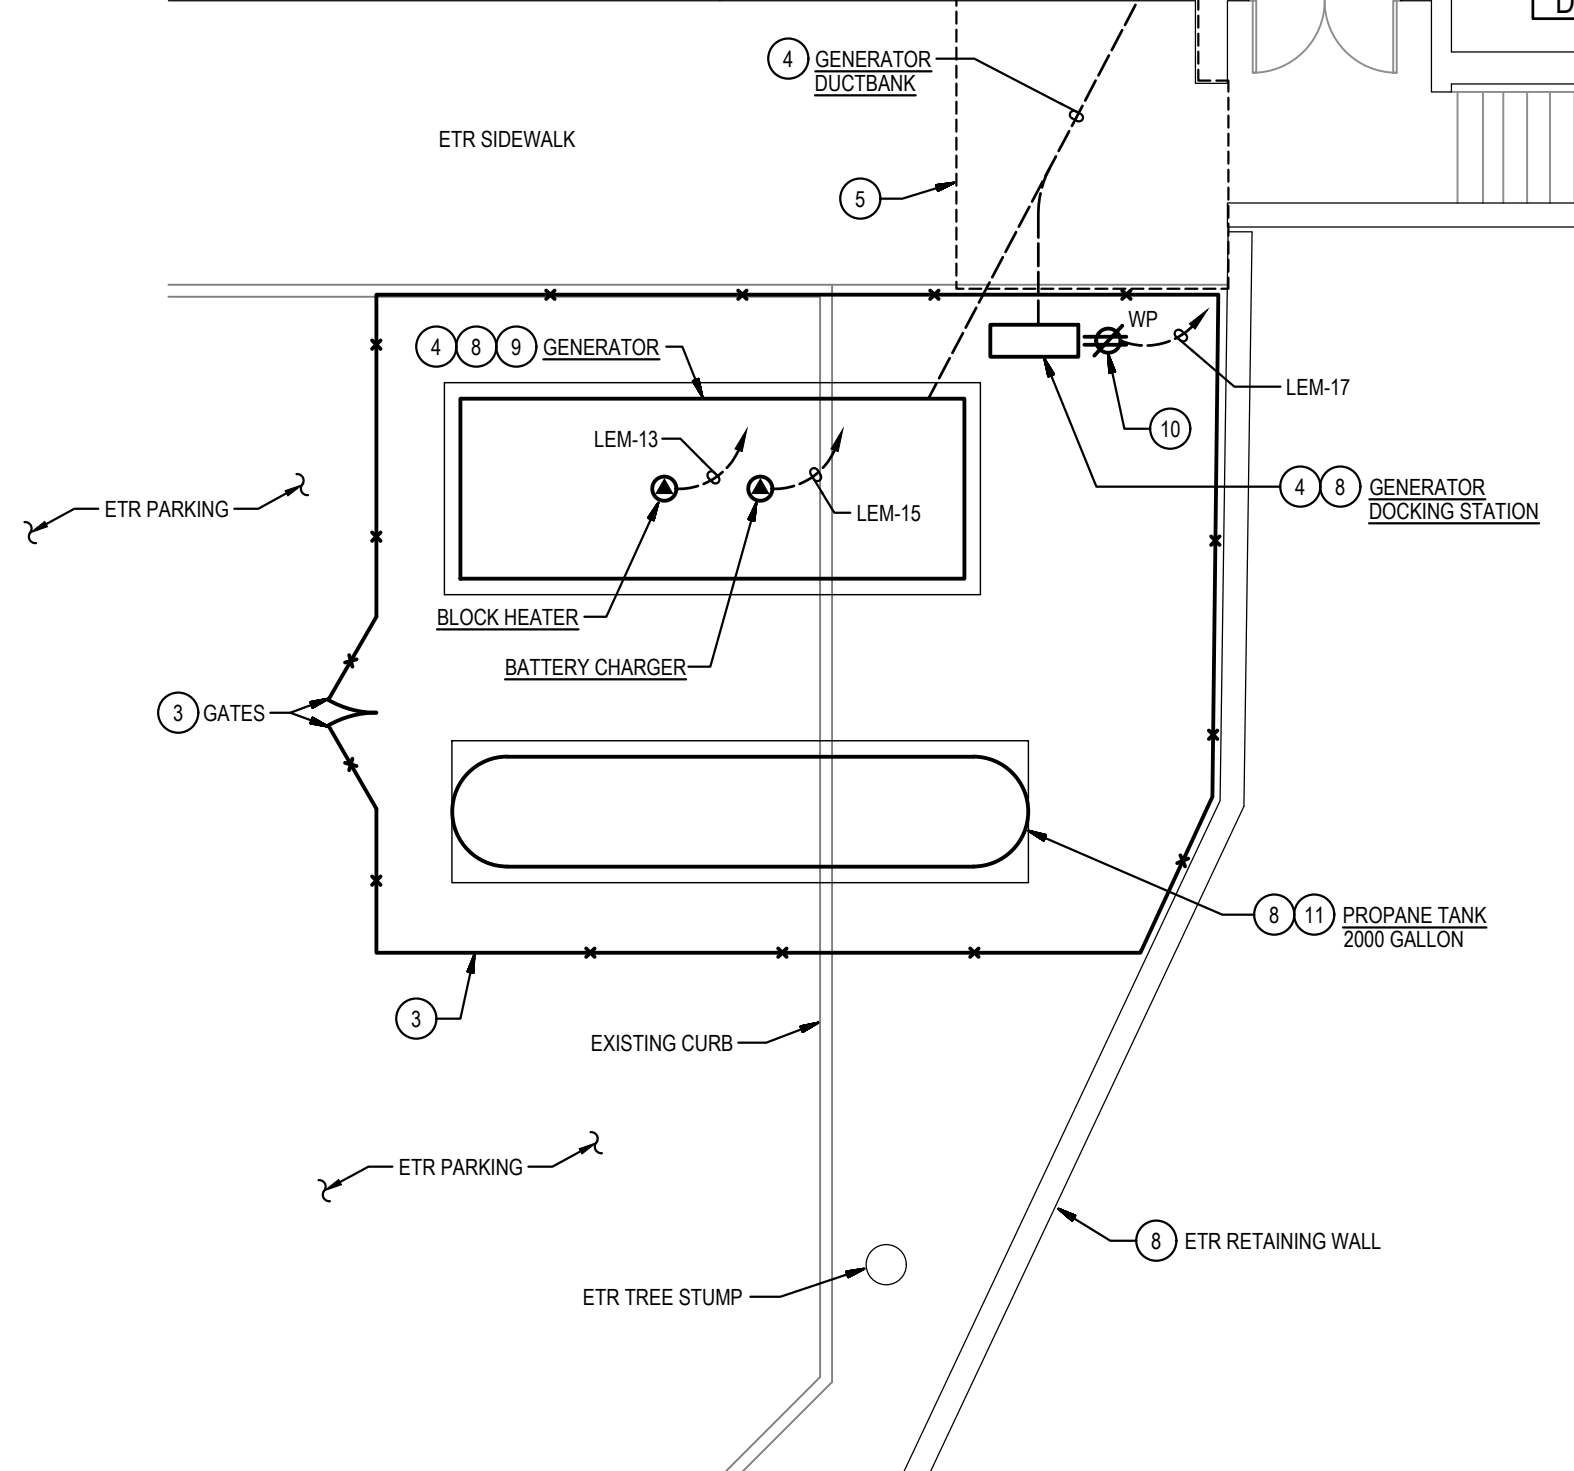 D
4 GENERATOR
DUCTBANK
ETR SIDEWALK
5
WP
4 8 9 GENERATOR
LEM-17
10
LEM-13
4 8 GENERATOR
DOCKING STATION
ETR PARKING
LEM-15
BLOCK HEATER
BATTERY CHARGER
3 GATES
8 11 PROPANE TANK
2000 GALLON
3
EXISTING CURB
ETR PARKING
8 ETR RETAINING WALL
ETR TREE STUMP